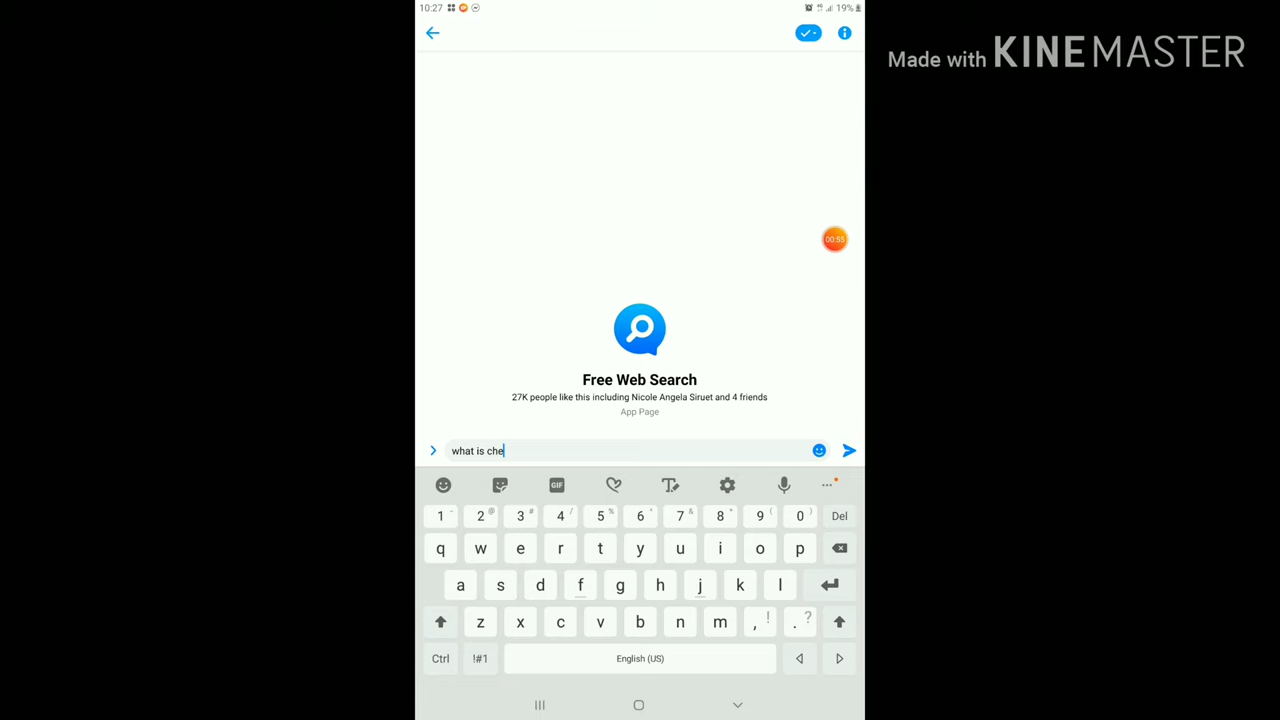 10:27
19%
Made with KINEMASTER
00:55
Free Web Search
27K people like this including Nicole Angela Siruet and 4 friends
App Page
what is che
GIF
1 - 2 @ 3 # 4 / 5 % 6 ^ 7 & 8 * 9 ( 0 ) Del
q w e r t y u i o p
a s d f g h j k l
z x c v b n m , ! . ?
Ctrl !#1 English (US)